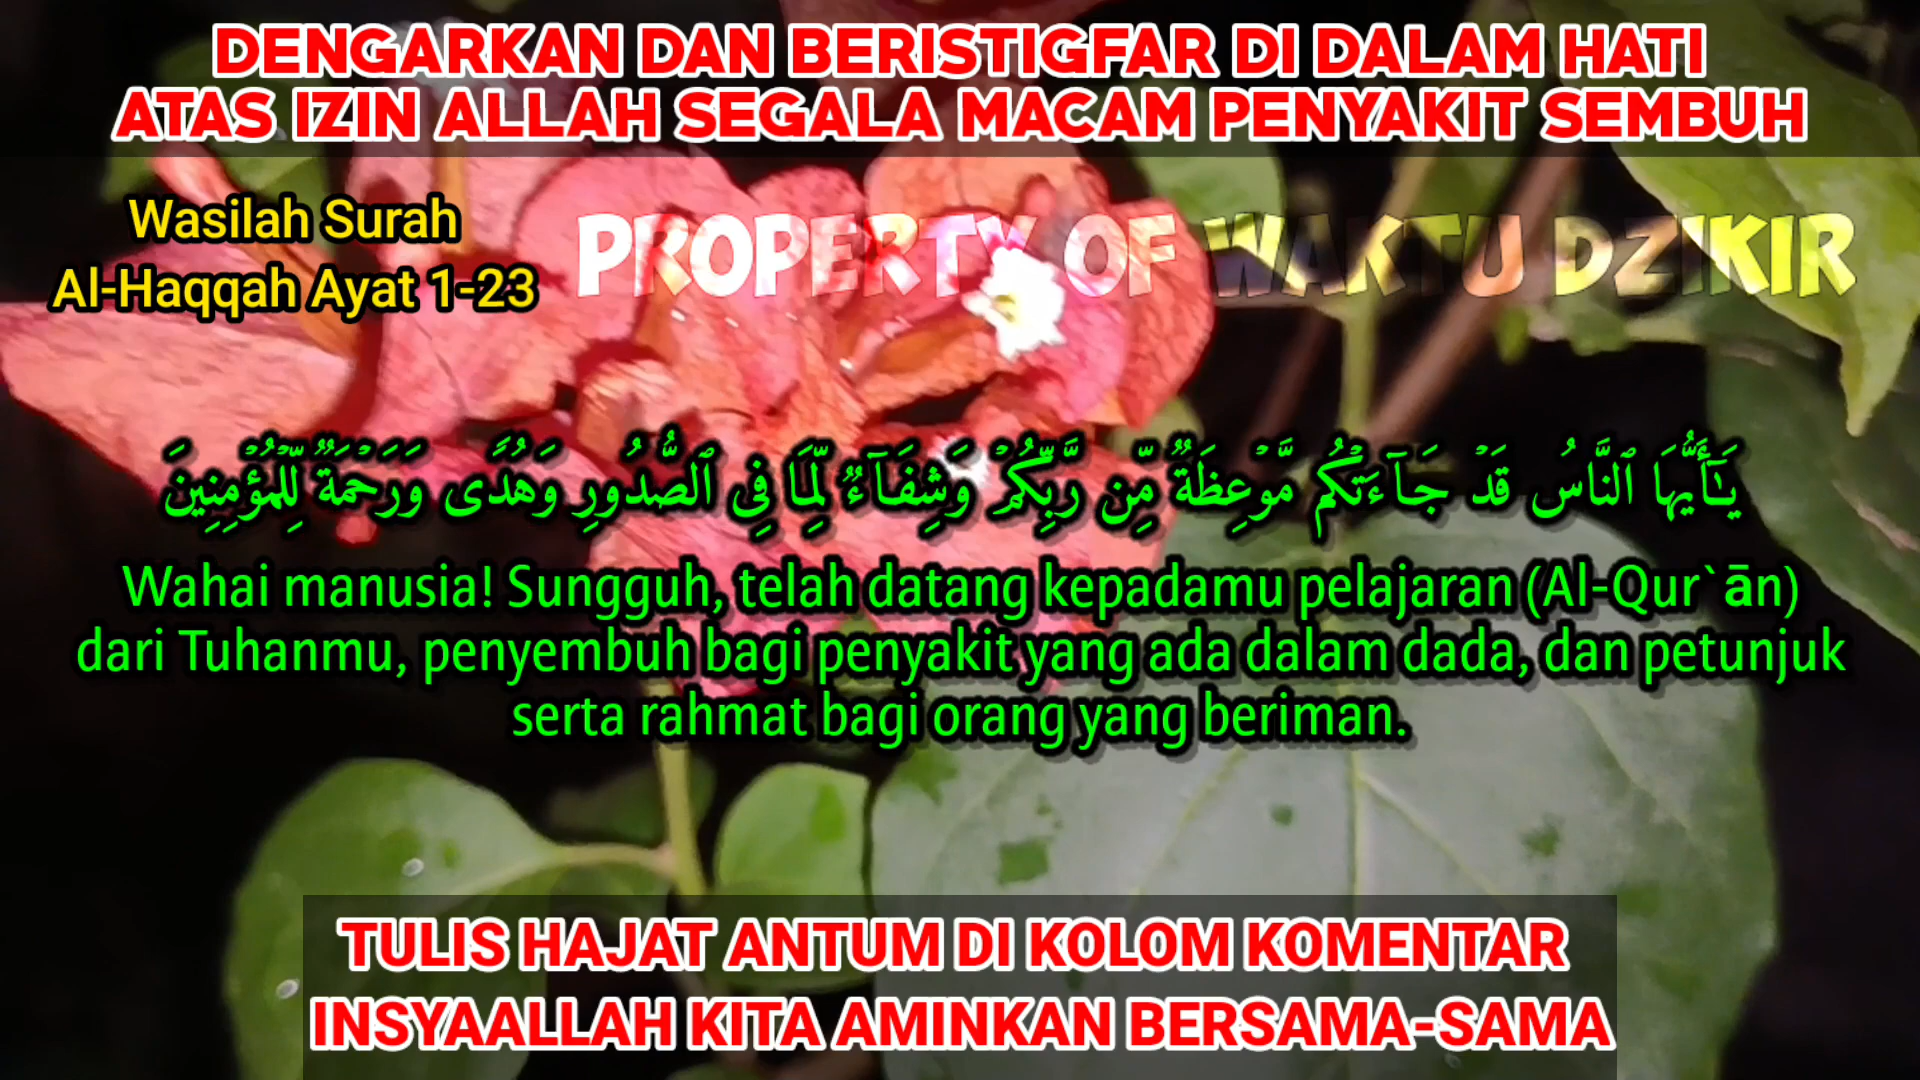 DENGARKAN DAN BERISTIGFAR DI DALAM HATI
ATAS IZIN ALLAH SEGALA MACAM PENYAKIT SEMBUH
Wasilah Surah
Al-Haqqah Ayat 1-23
PROPERTY OF WAKTU DZIKIR
يَـٰٓأَيُّهَا ٱلنَّاسُ قَدْ جَآءَتْكُم مَّوْعِظَةٌ مِّن رَّبِّكُمْ وَشِفَآءٌ لِّمَا فِى ٱلصُّدُورِ وَهُدًى وَرَحْمَةٌ لِّلْمُؤْمِنِينَ
Wahai manusia! Sungguh, telah datang kepadamu pelajaran (Al-Qur`ān)
dari Tuhanmu, penyembuh bagi penyakit yang ada dalam dada, dan petunjuk
serta rahmat bagi orang yang beriman.
TULIS HAJAT ANTUM DI KOLOM KOMENTAR
INSYAALLAH KITA AMINKAN BERSAMA-SAMA